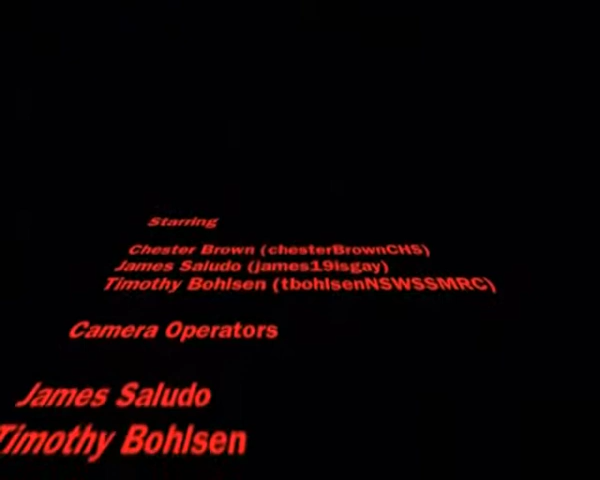 Starring
Chester Brown (chesterBrownCHS)
James Saludo (james19isgay)
Timothy Bohlsen (tbohlsenNSWSSMRC)
Camera Operators
James Saludo
Timothy Bohlsen